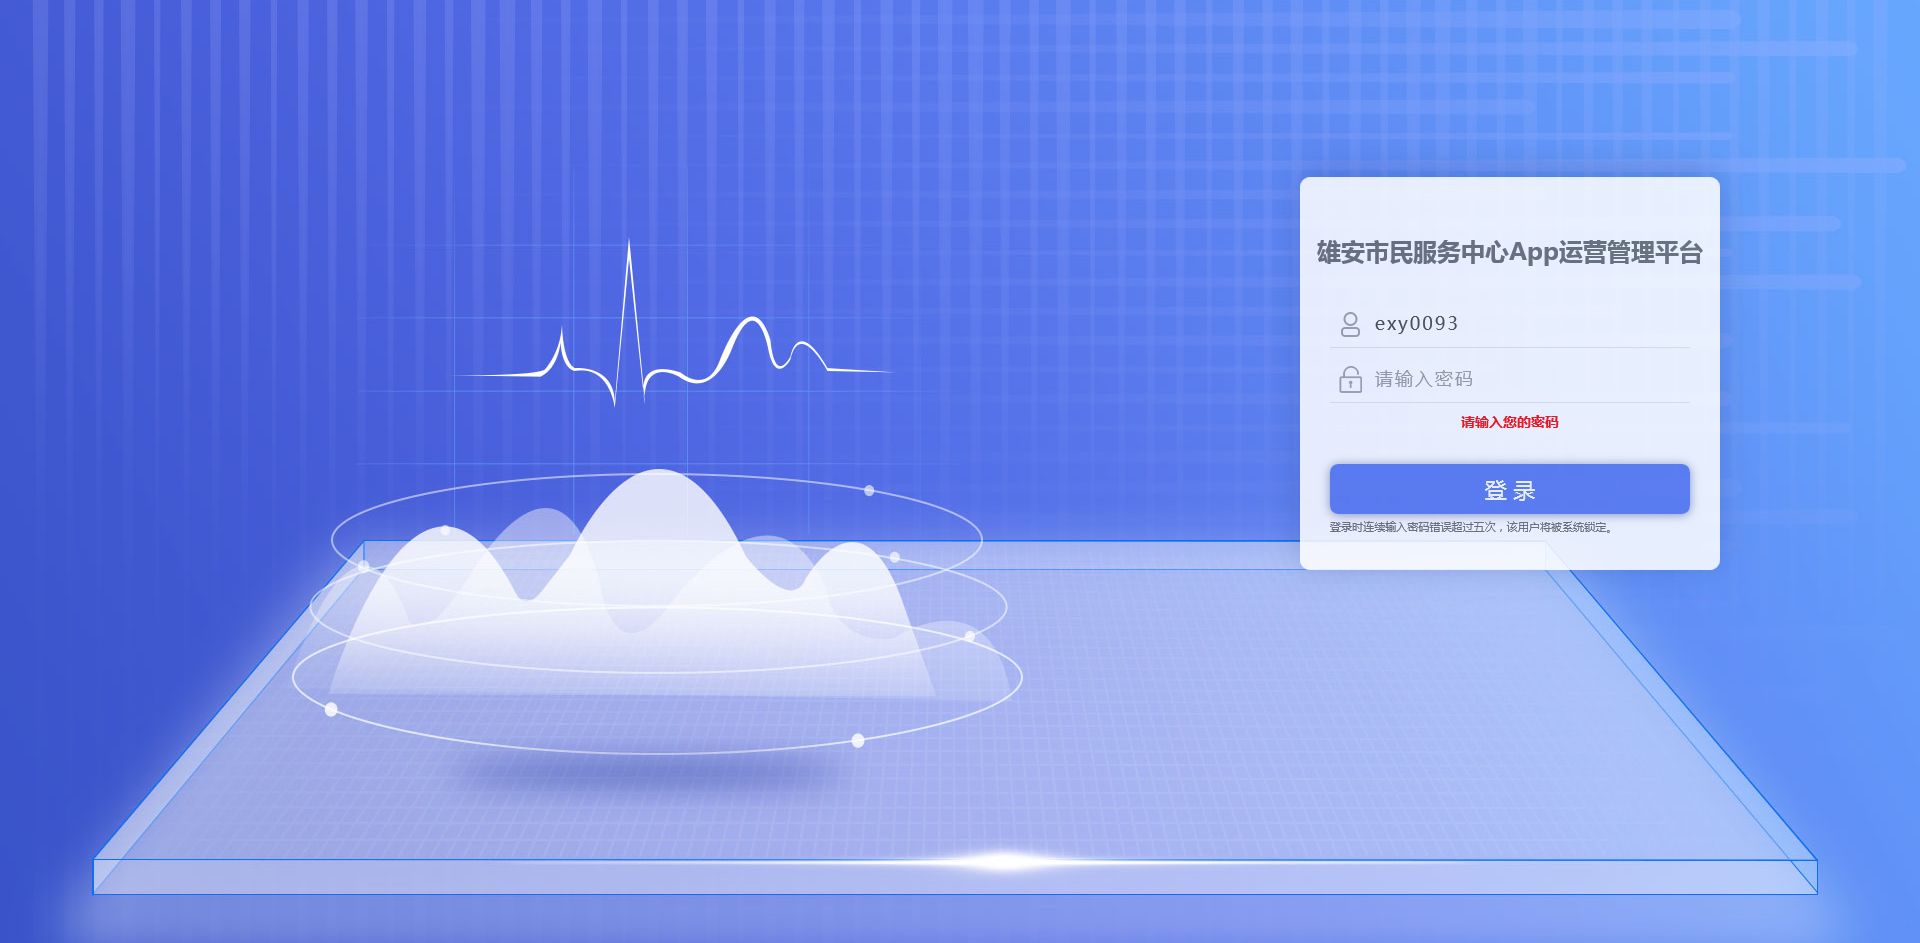 雄安市民服务中心App运营管理平台
exy0093
请输入密码
请输入您的密码
登 录
登录时连续输入密码错误超过五次，该用户将被系统锁定。